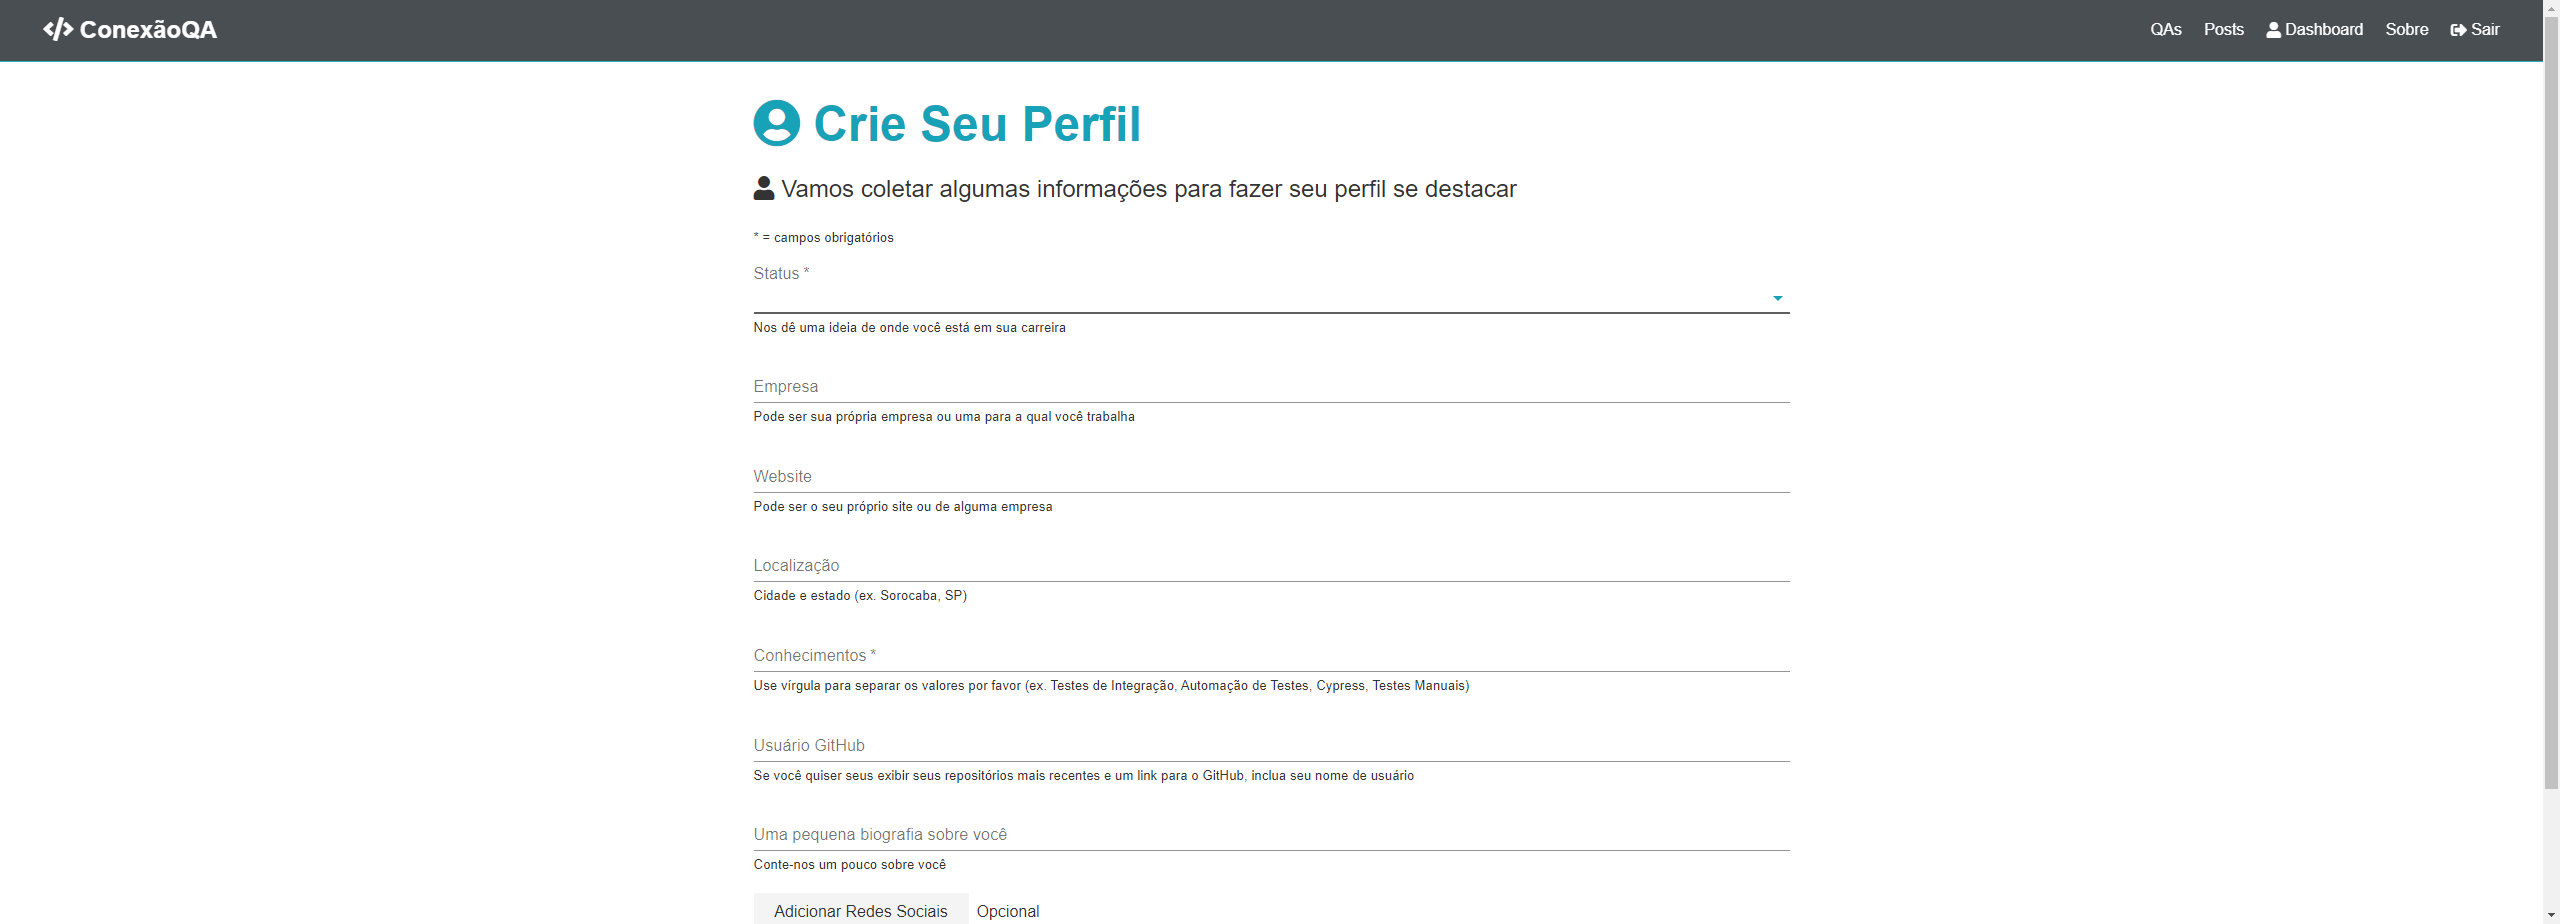 ConexãoQA
QAs Posts Dashboard Sobre Sair
Crie Seu Perfil
Vamos coletar algumas informações para fazer seu perfil se destacar
* = campos obrigatórios
Status *
Nos dê uma ideia de onde você está em sua carreira
Empresa
Pode ser sua própria empresa ou uma para a qual você trabalha
Website
Pode ser o seu próprio site ou de alguma empresa
Localização
Cidade e estado (ex. Sorocaba, SP)
Conhecimentos *
Use vírgula para separar os valores por favor (ex. Testes de Integração, Automação de Testes, Cypress, Testes Manuais)
Usuário GitHub
Se você quiser seus exibir seus repositórios mais recentes e um link para o GitHub, inclua seu nome de usuário
Uma pequena biografia sobre você
Conte-nos um pouco sobre você
Adicionar Redes Sociais Opcional